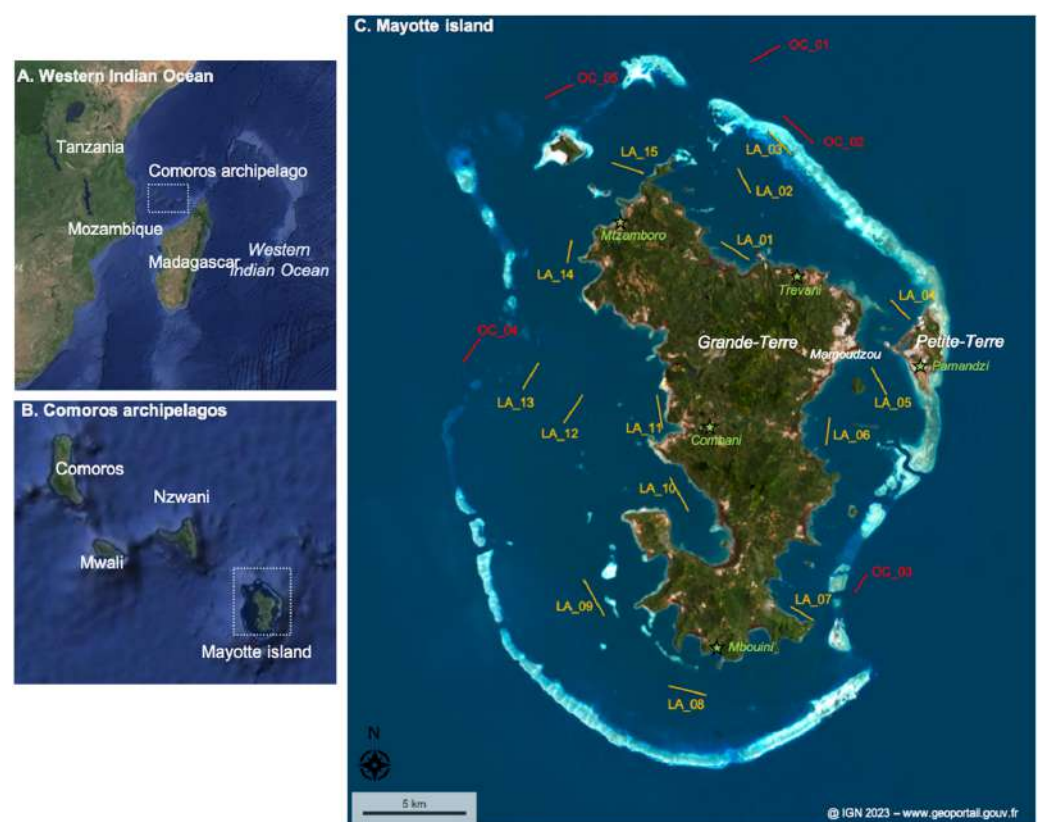 A. Western Indian Ocean
Tanzania
Comoros archipelago
Mozambique
Madagascar
Western
Indian Ocean
B. Comoros archipelagos
Comoros
Nzwani
Mwali
Mayotte island
C. Mayotte island
OC_01
OC_05
OC_02
LA_03
LA_15
LA_02
Mtzamboro
LA_01
LA_14
Trevani
LA_04
OC_04
Grande-Terre
Petite-Terre
Mamoudzou
Pamandzi
LA_13
LA_05
LA_12
LA_11
LA_06
Combani
LA_10
OC_03
LA_09
LA_07
Mbouini
LA_08
N
5 km
@ IGN 2023 – www.geoportail.gouv.fr